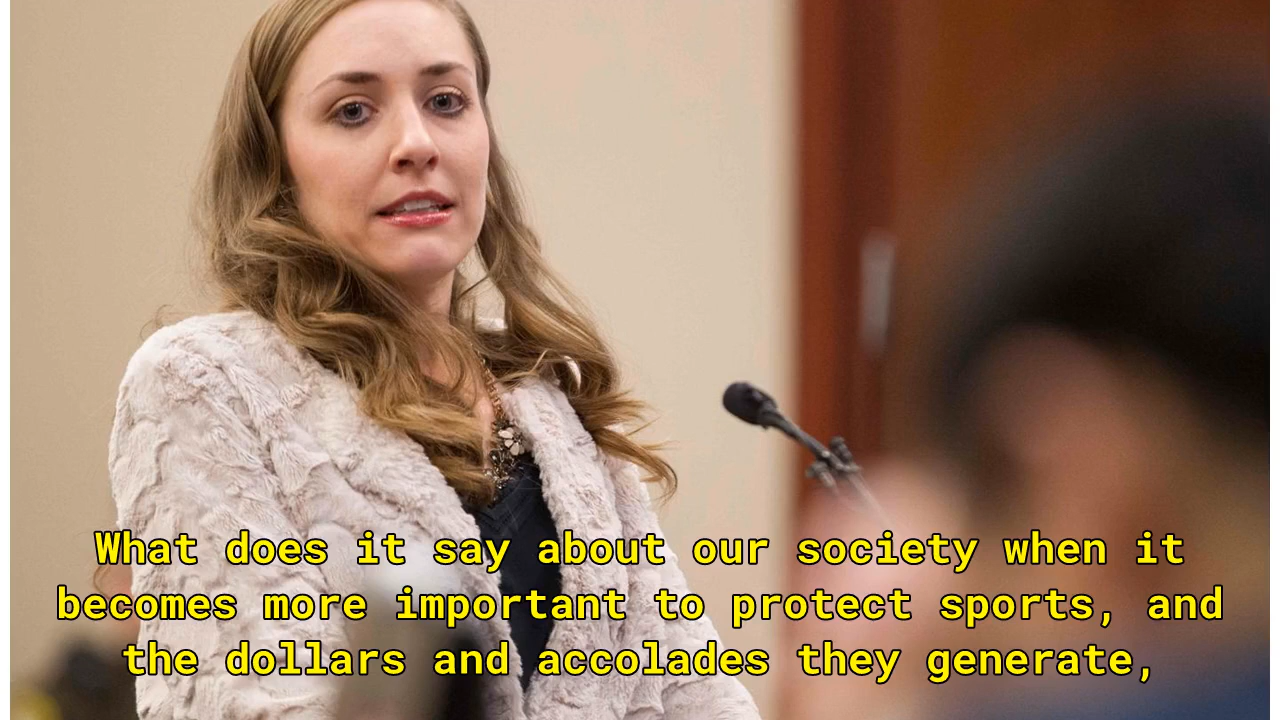 What does it say about our society when it
becomes more important to protect sports, and
the dollars and accolades they generate,